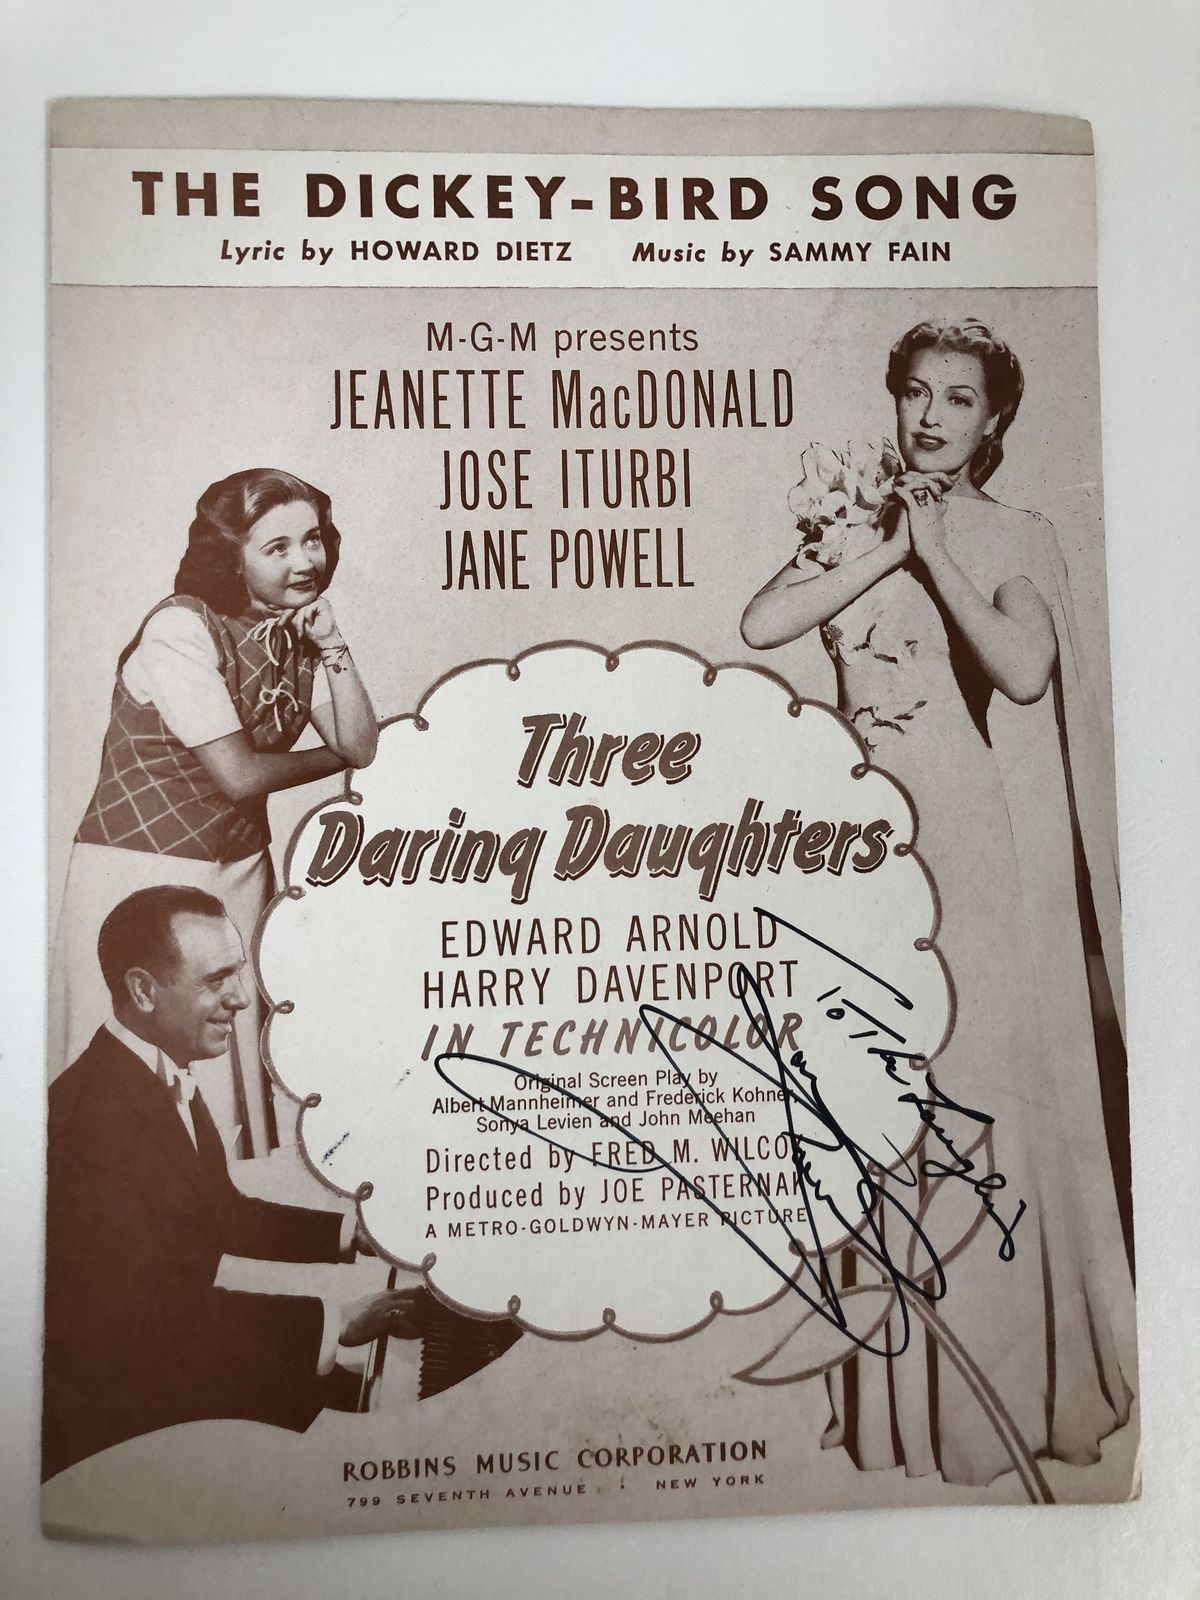 THE DICKEY-BIRD SONG
Lyric by HOWARD DIETZ Music by SAMMY FAIN
M-G-M presents
JEANETTE MacDONALD
JOSE ITURBI
JANE POWELL
Three
Daring Daughters
EDWARD ARNOLD
HARRY DAVENPORT
IN TECHNICOLOR
Original Screen Play by
Albert Mannheimer and Frederick Kohner
Sonya Levien and John Meehan
Directed by FRED M. WILCOX
Produced by JOE PASTERNAK
A METRO-GOLDWYN-MAYER PICTURE
To The
ROBBINS MUSIC CORPORATION
799 SEVENTH AVENUE NEW YORK